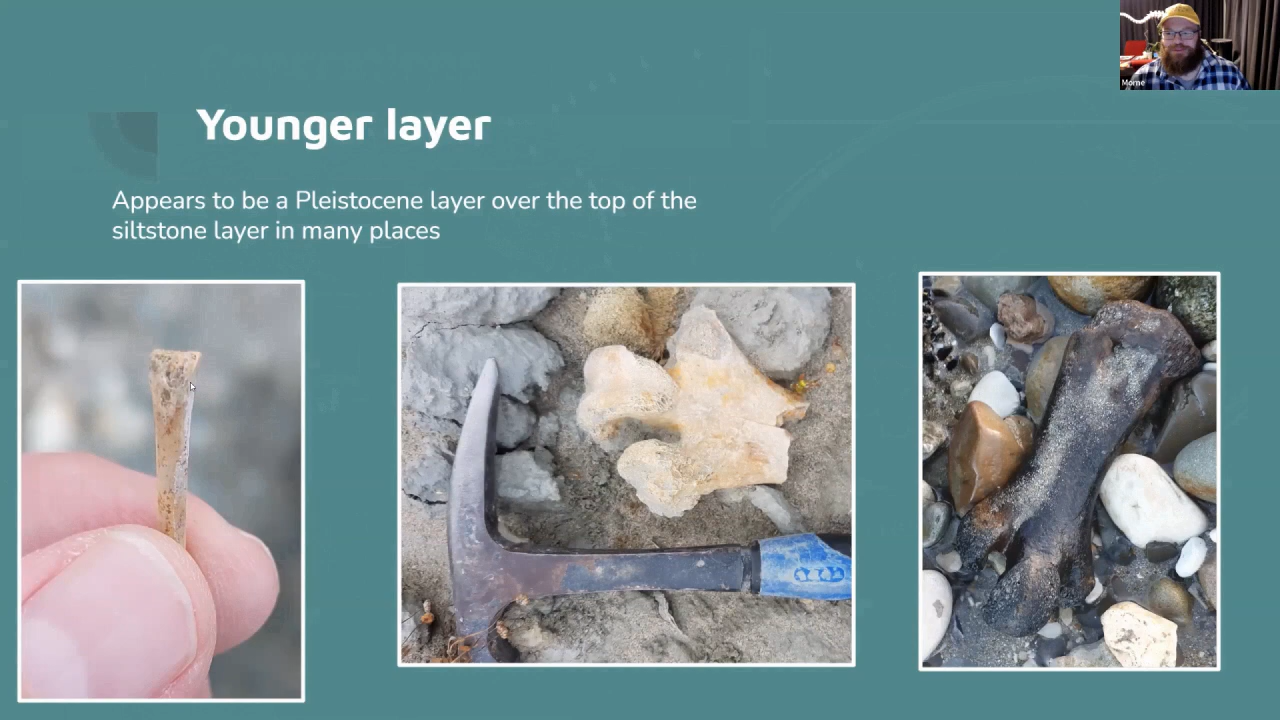 Younger layer
Appears to be a Pleistocene layer over the top of the
siltstone layer in many places
Morne